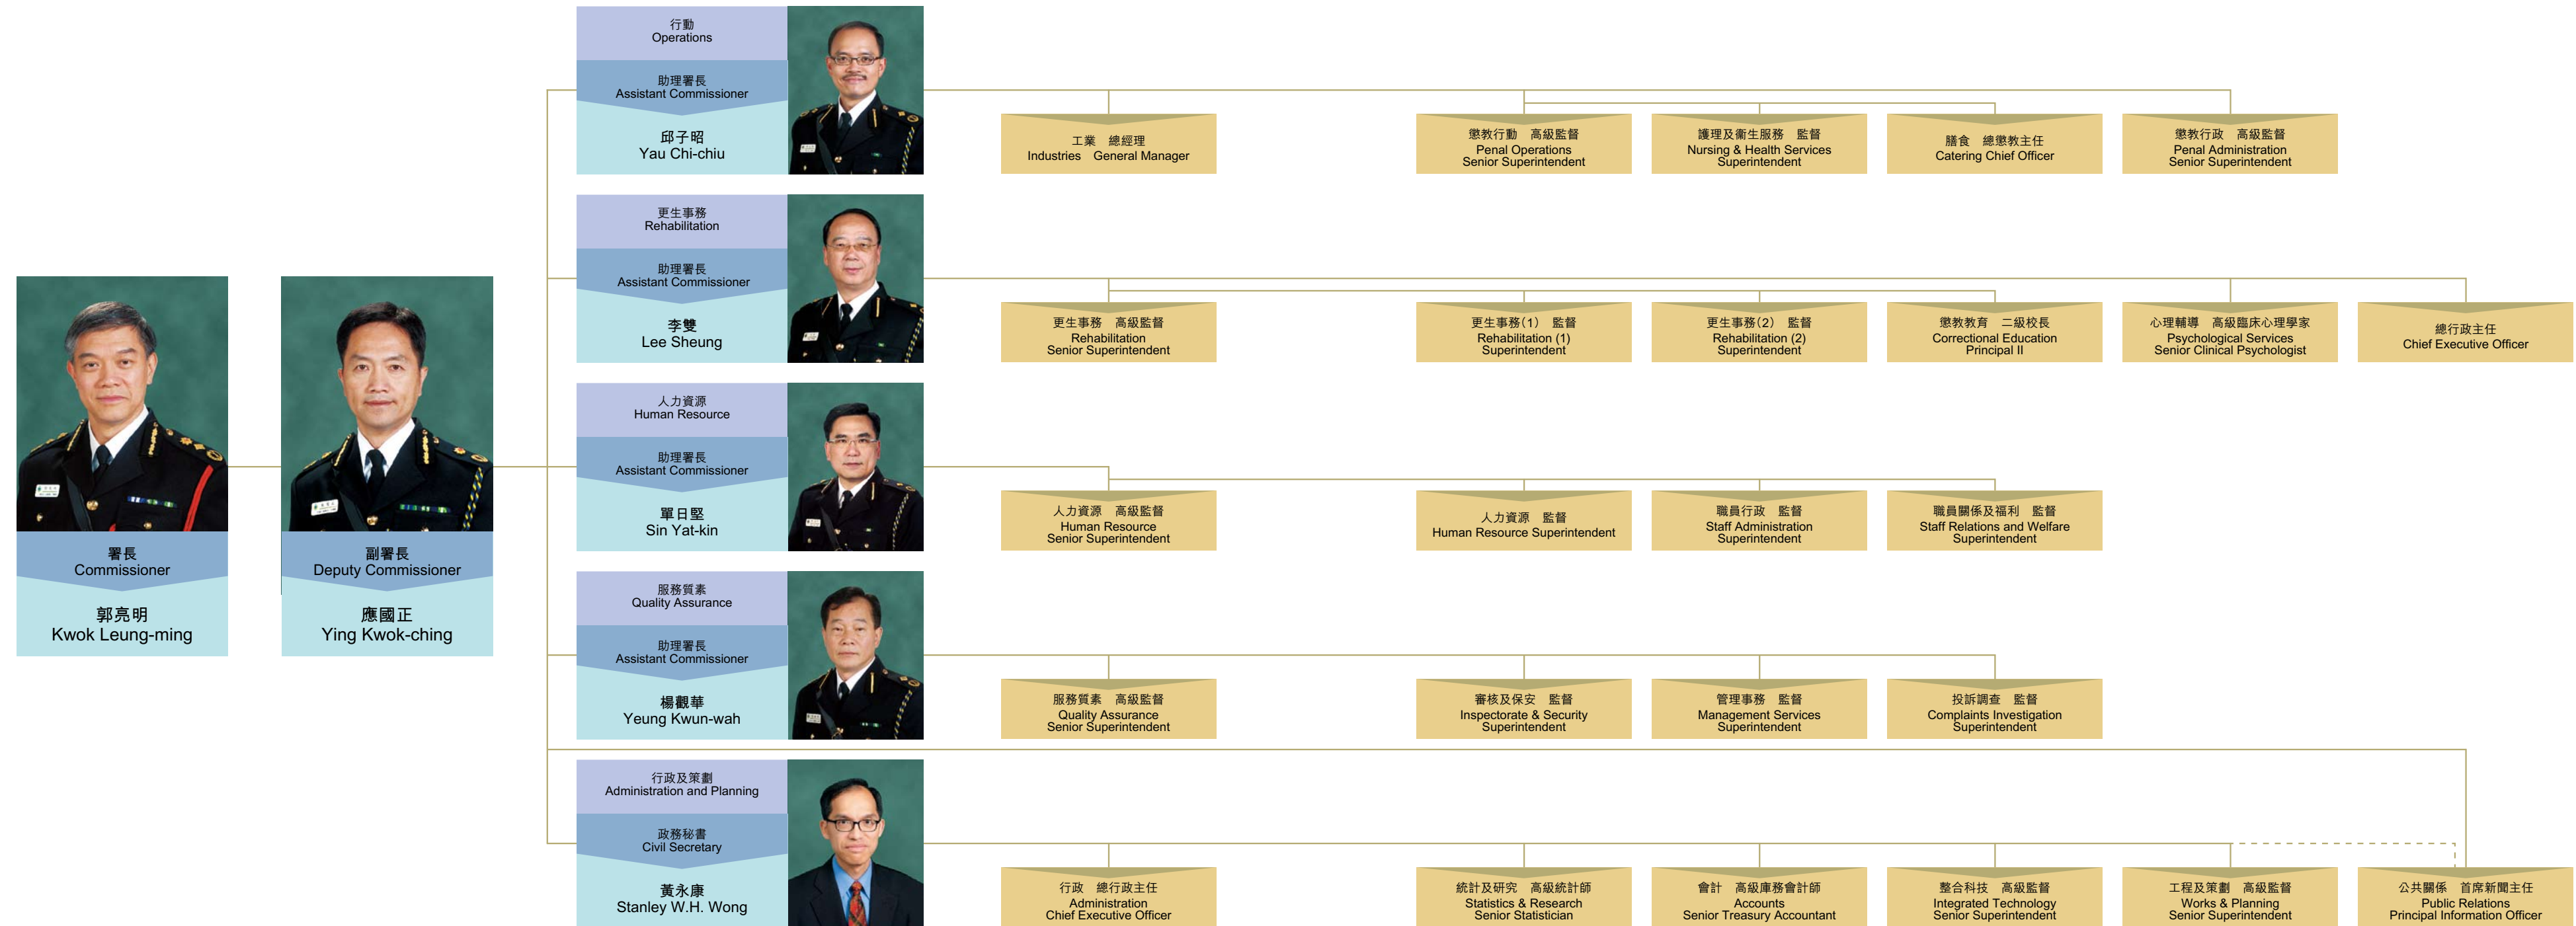 署長
Commissioner
郭亮明
Kwok Leung-ming
副署長
Deputy Commissioner
應國正
Ying Kwok-ching
行動
Operations
助理署長
Assistant Commissioner
邱子昭
Yau Chi-chiu
工業　總經理
Industries　General Manager
懲教行動　高級監督
Penal Operations
Senior Superintendent
護理及衞生服務　監督
Nursing & Health Services
Superintendent
膳食　總懲教主任
Catering Chief Officer
懲教行政　高級監督
Penal Administration
Senior Superintendent
更生事務
Rehabilitation
助理署長
Assistant Commissioner
李雙
Lee Sheung
更生事務　高級監督
Rehabilitation
Senior Superintendent
更生事務（1）　監督
Rehabilitation (1)
Superintendent
更生事務（2）　監督
Rehabilitation (2)
Superintendent
懲教教育　二級校長
Correctional Education
Principal II
心理輔導　高級臨床心理學家
Psychological Services
Senior Clinical Psychologist
總行政主任
Chief Executive Officer
人力資源
Human Resource
助理署長
Assistant Commissioner
單日堅
Sin Yat-kin
人力資源　高級監督
Human Resource
Senior Superintendent
人力資源　監督
Human Resource Superintendent
職員行政　監督
Staff Administration
Superintendent
職員關係及福利　監督
Staff Relations and Welfare
Superintendent
服務質素
Quality Assurance
助理署長
Assistant Commissioner
楊觀華
Yeung Kwun-wah
服務質素　高級監督
Quality Assurance
Senior Superintendent
審核及保安　監督
Inspectorate & Security
Superintendent
管理事務　監督
Management Services
Superintendent
投訴調查　監督
Complaints Investigation
Superintendent
行政及策劃
Administration and Planning
政務秘書
Civil Secretary
黃永康
Stanley W.H. Wong
行政　總行政主任
Administration
Chief Executive Officer
統計及研究　高級統計師
Statistics & Research
Senior Statistician
會計　高級庫務會計師
Accounts
Senior Treasury Accountant
整合科技　高級監督
Integrated Technology
Senior Superintendent
工程及策劃　高級監督
Works & Planning
Senior Superintendent
公共關係　首席新聞主任
Public Relations
Principal Information Officer